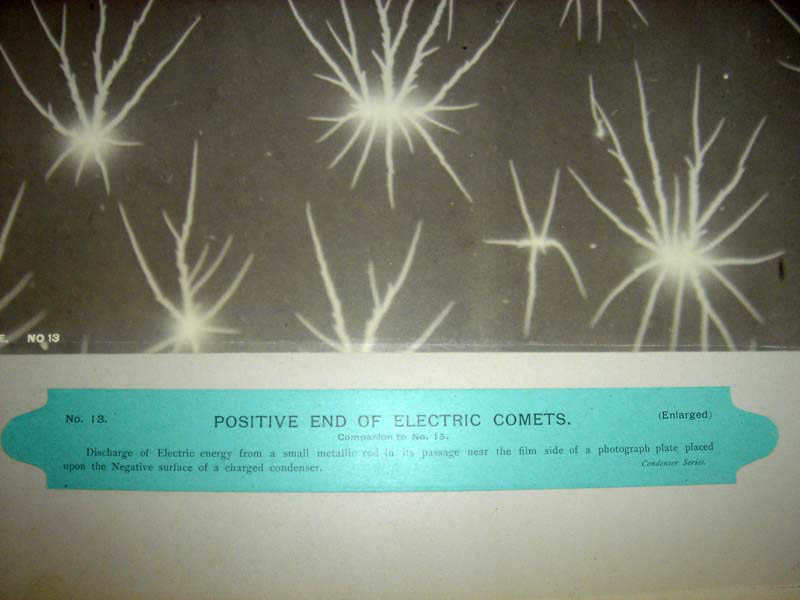 E. NO 13
No. 13. POSITIVE END OF ELECTRIC COMETS. (Enlarged)
Companion to No. 15.
Discharge of Electric energy from a small metallic rod in its passage near the film side of a photograph plate placed
upon the Negative surface of a charged condenser. Condenser Series.